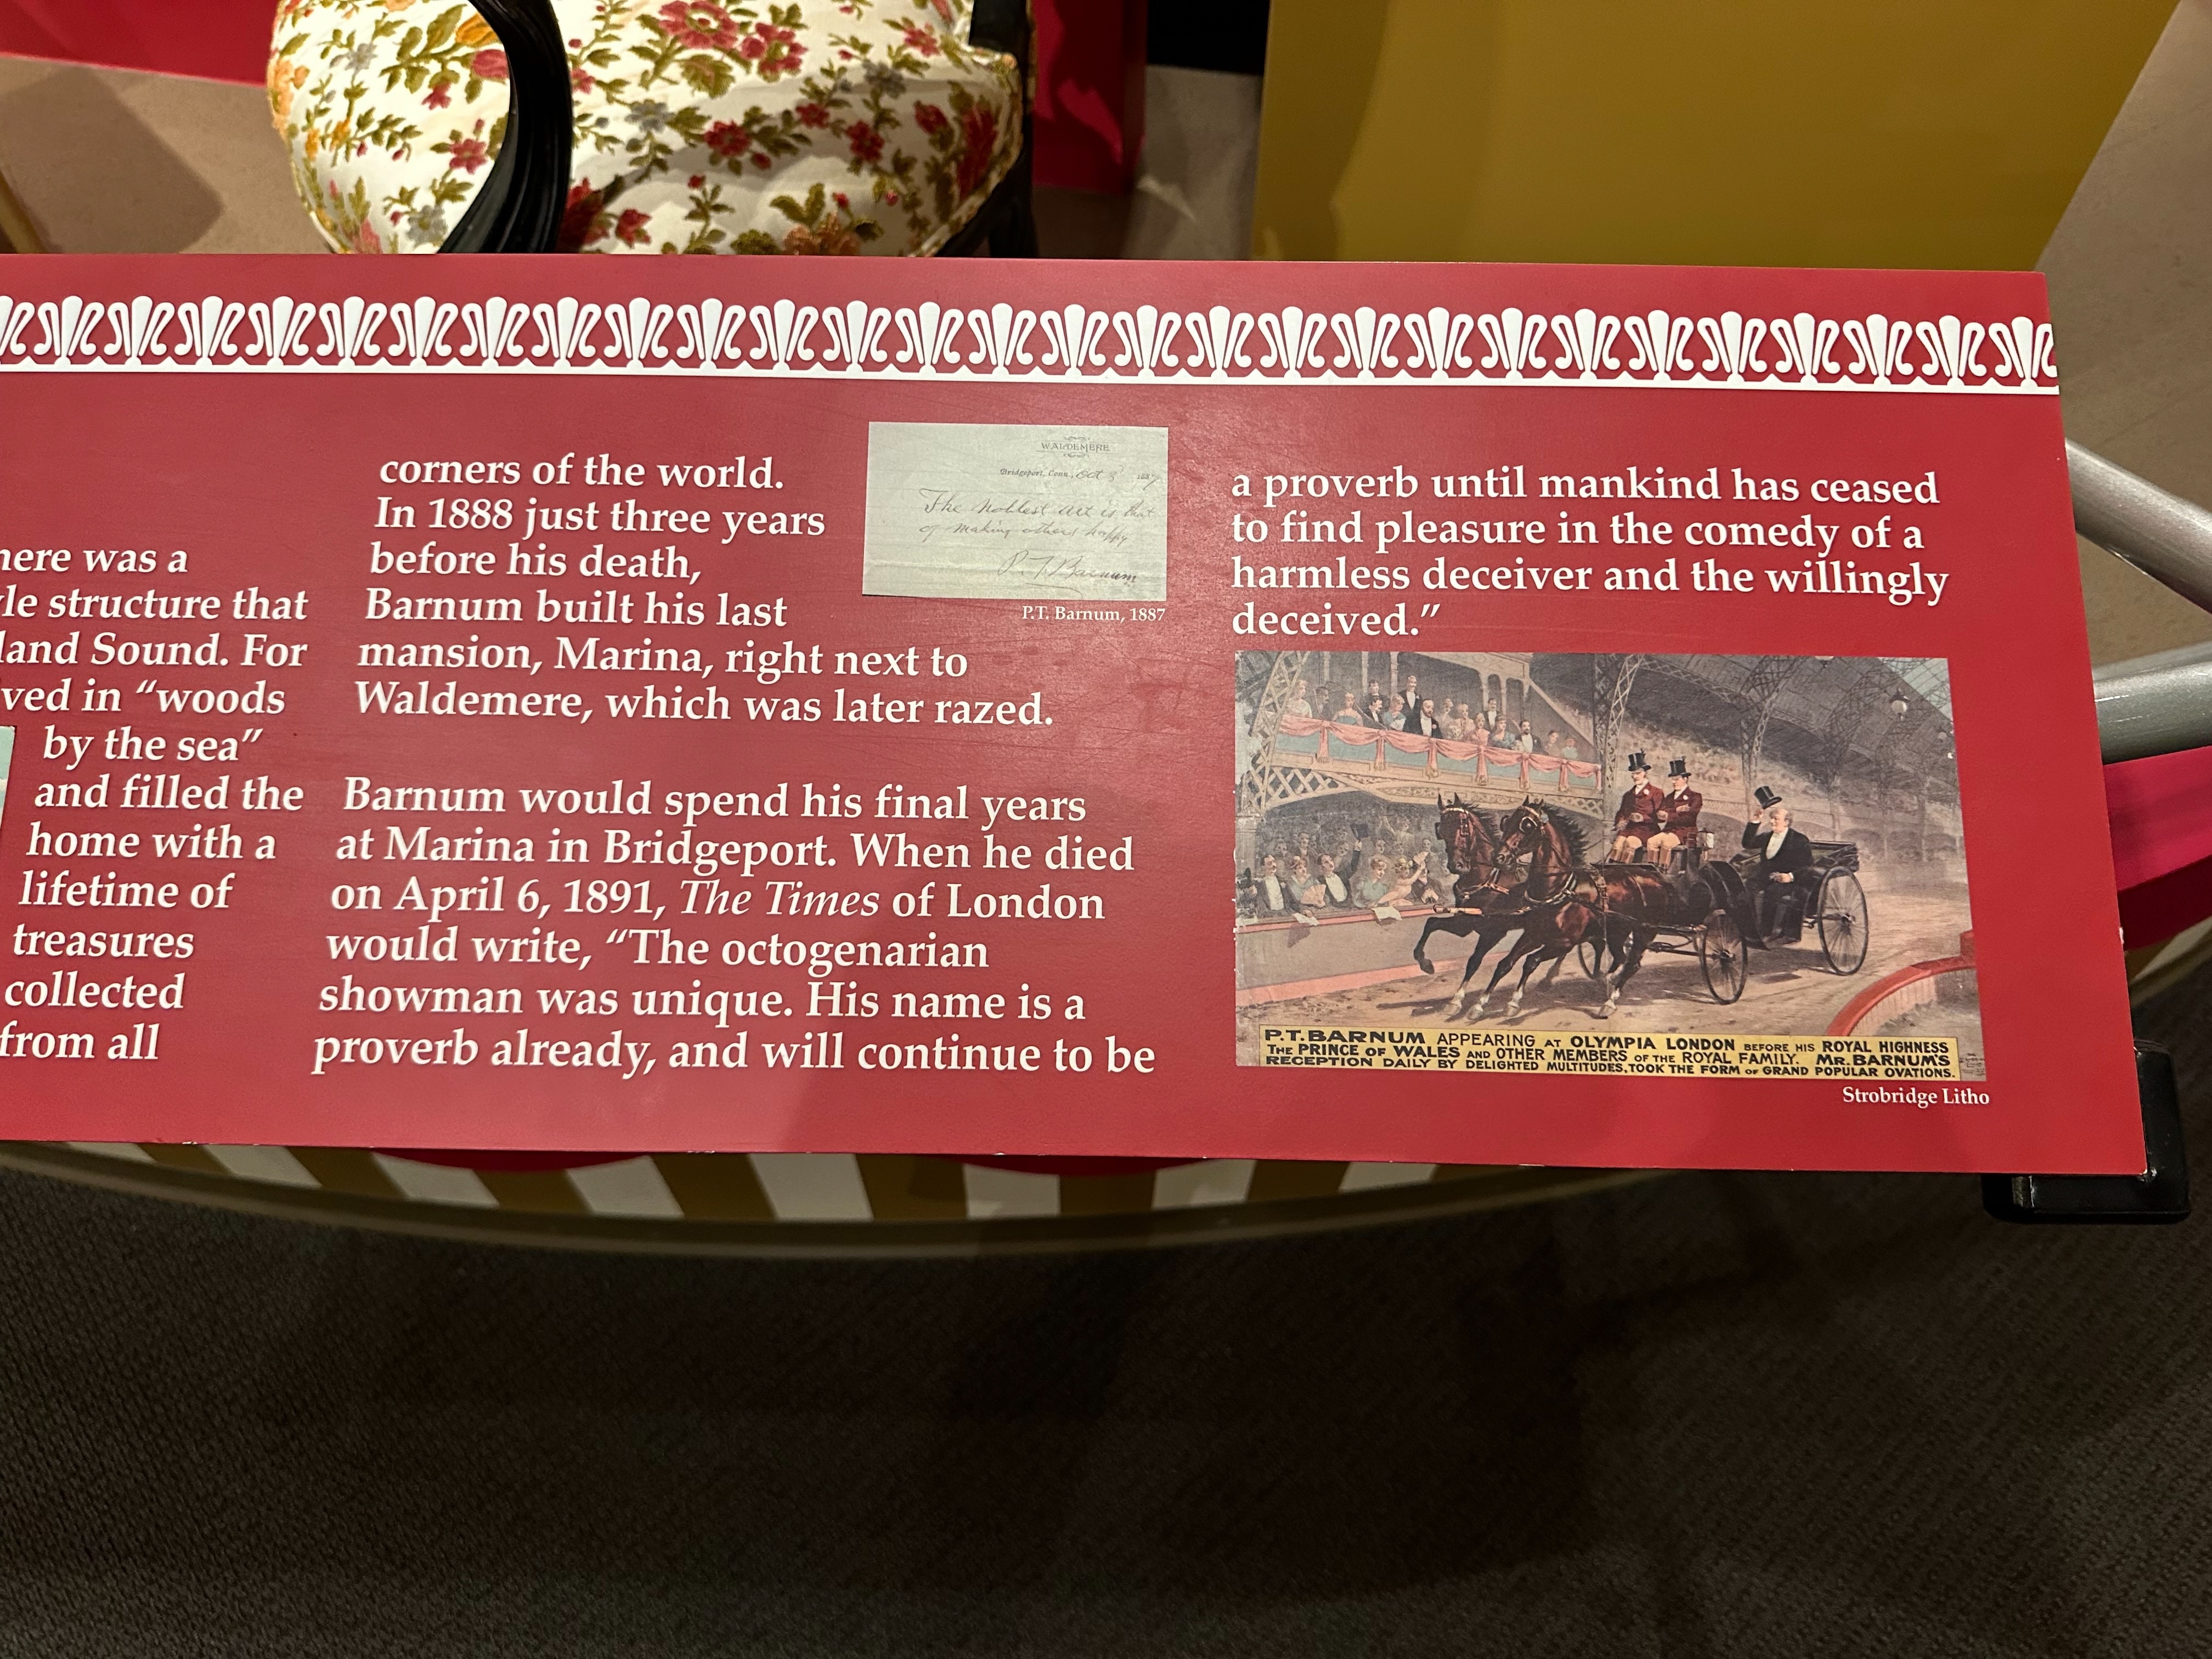 here was a
le structure that
land Sound. For
ved in “woods
by the sea”
and filled the
home with a
lifetime of
treasures
collected
from all
corners of the world.
In 1888 just three years
before his death,
Barnum built his last
mansion, Marina, right next to
Waldemere, which was later razed.
WALDEMERE
Bridgeport, Conn., Oct 3 1887
The noblest art is that
of making others happy
P.T. Barnum
P.T. Barnum, 1887
Barnum would spend his final years
at Marina in Bridgeport. When he died
on April 6, 1891, The Times of London
would write, “The octogenarian
showman was unique. His name is a
proverb already, and will continue to be
a proverb until mankind has ceased
to find pleasure in the comedy of a
harmless deceiver and the willingly
deceived.”
P.T. BARNUM APPEARING AT OLYMPIA LONDON BEFORE HIS ROYAL HIGHNESS
THE PRINCE OF WALES AND OTHER MEMBERS OF THE ROYAL FAMILY. MR. BARNUM'S
RECEPTION DAILY BY DELIGHTED MULTITUDES, TOOK THE FORM OF GRAND POPULAR OVATIONS.
Strobridge Litho